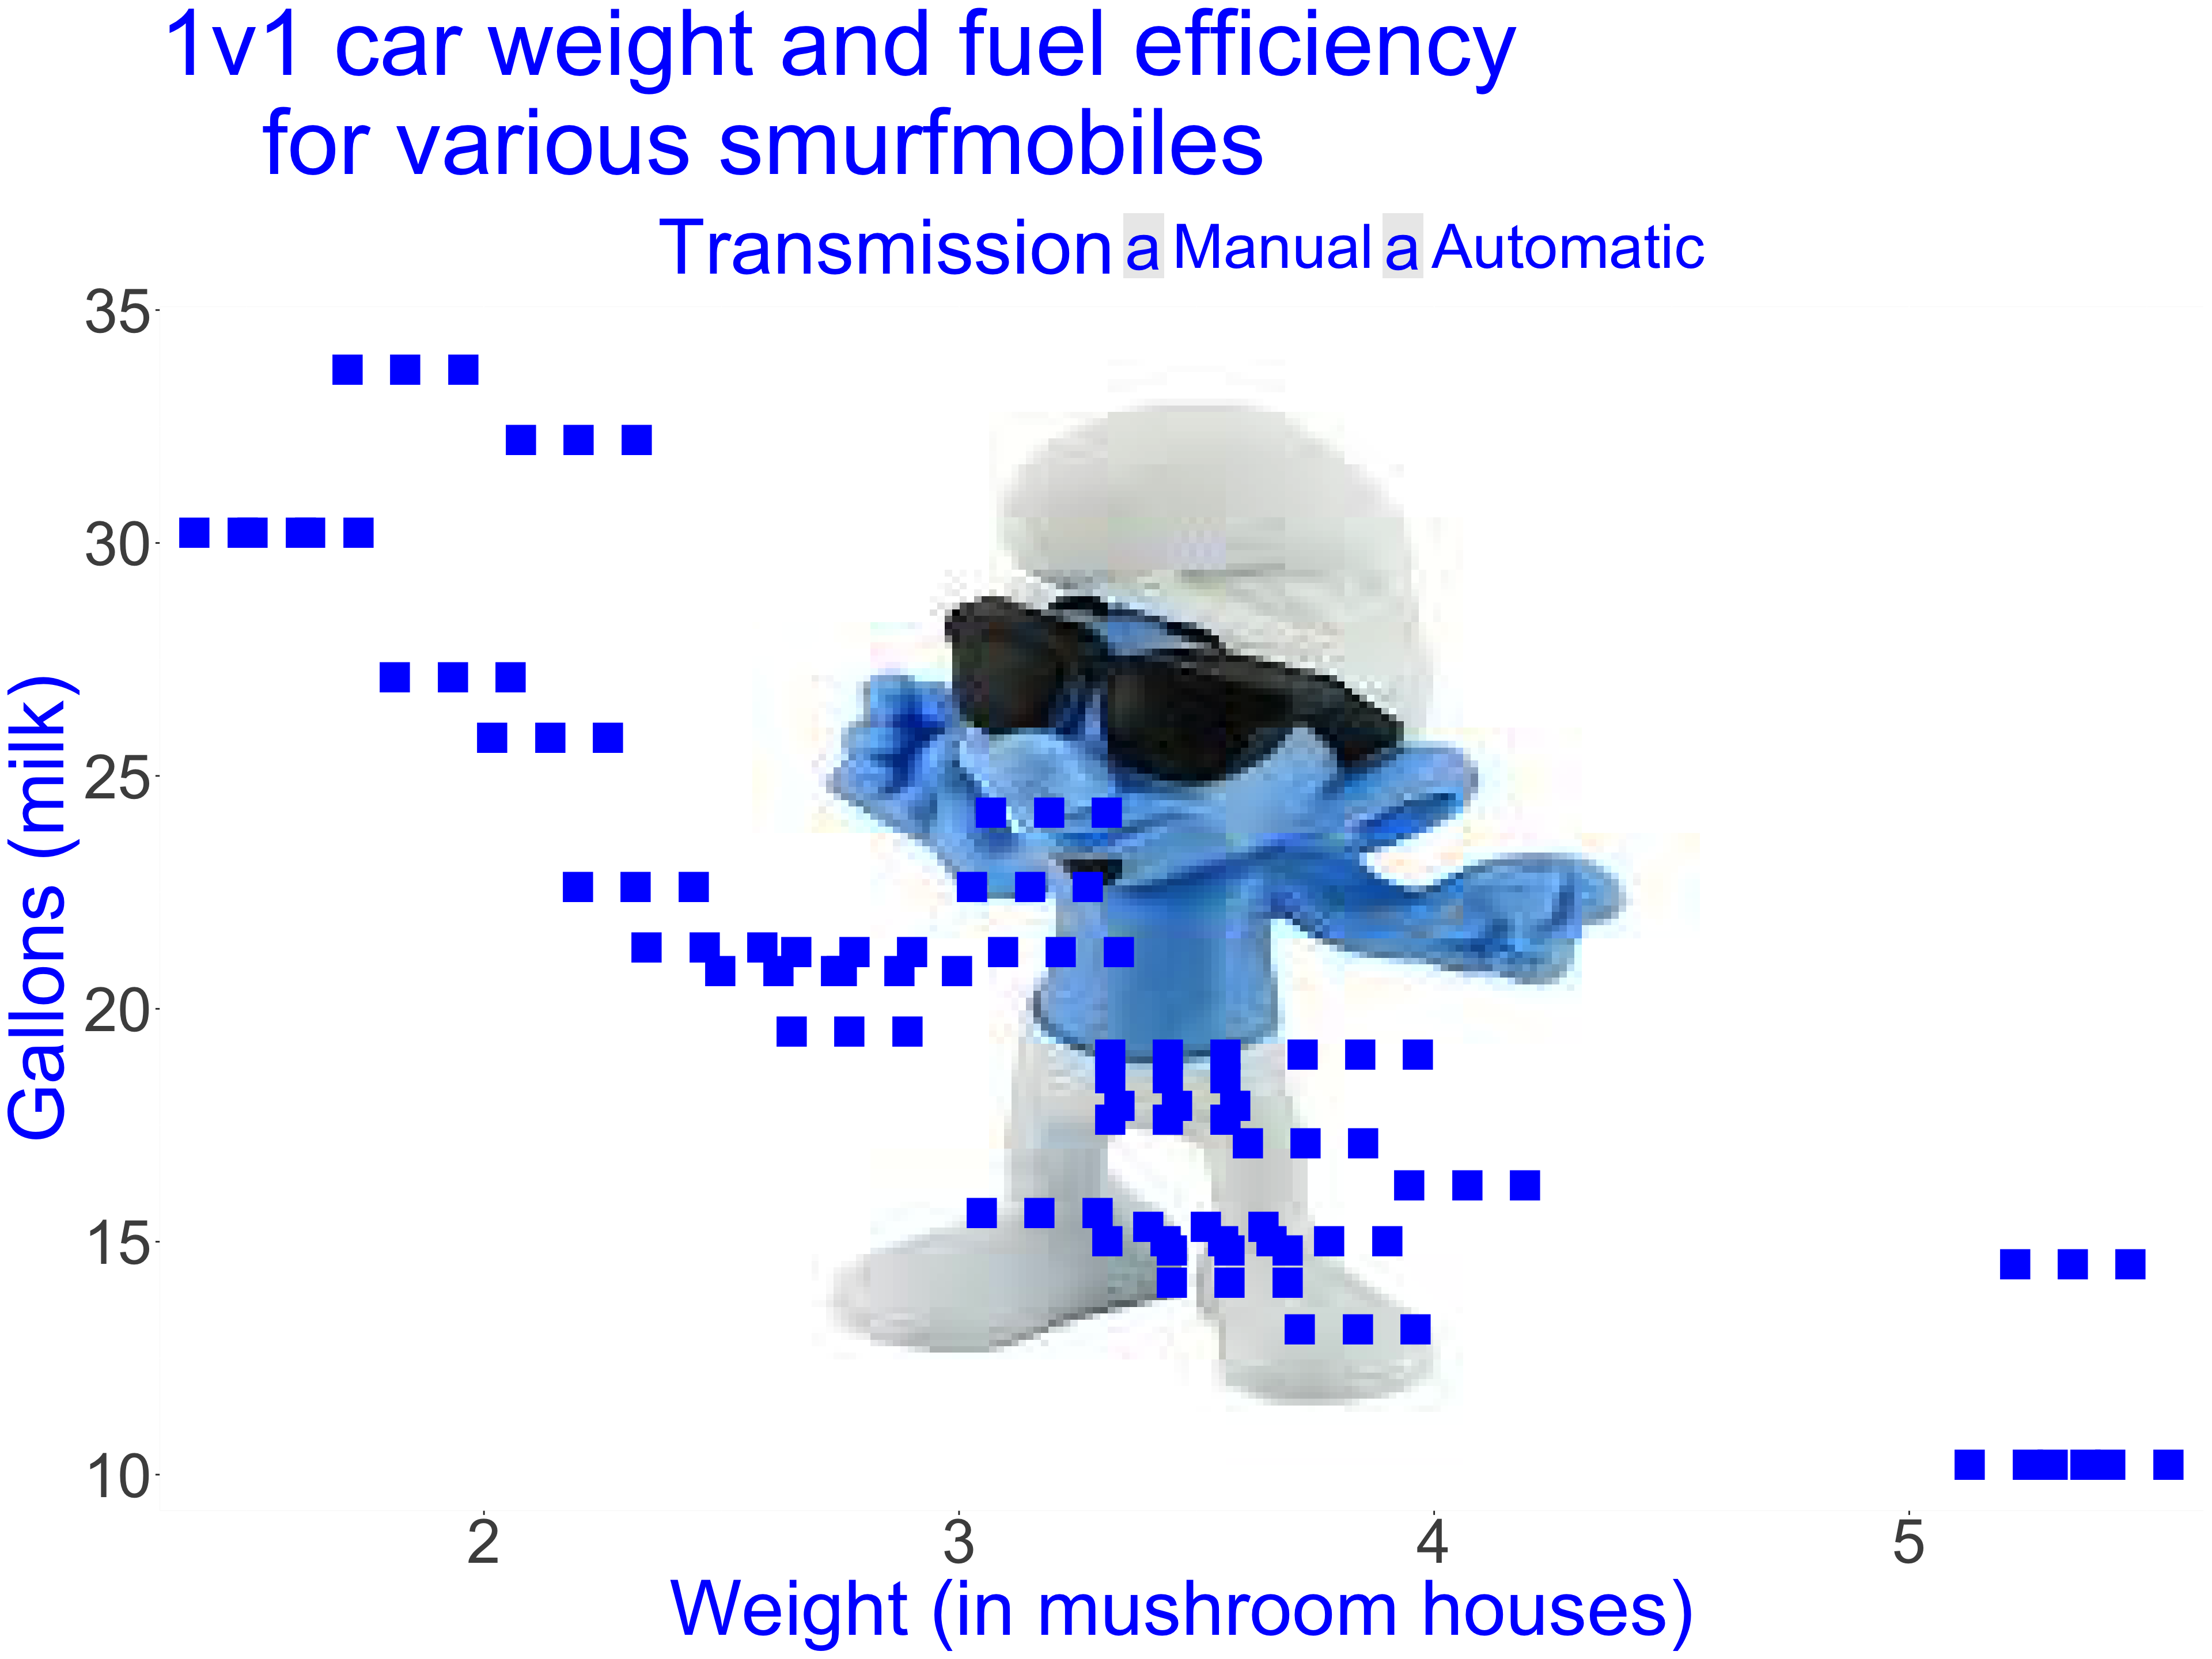 1v1 car weight and fuel efficiency
for various smurfmobiles
Transmission a Manual a Automatic
35
30
25
20
15
10
Gallons (milk)
2 3 4 5
Weight (in mushroom houses)